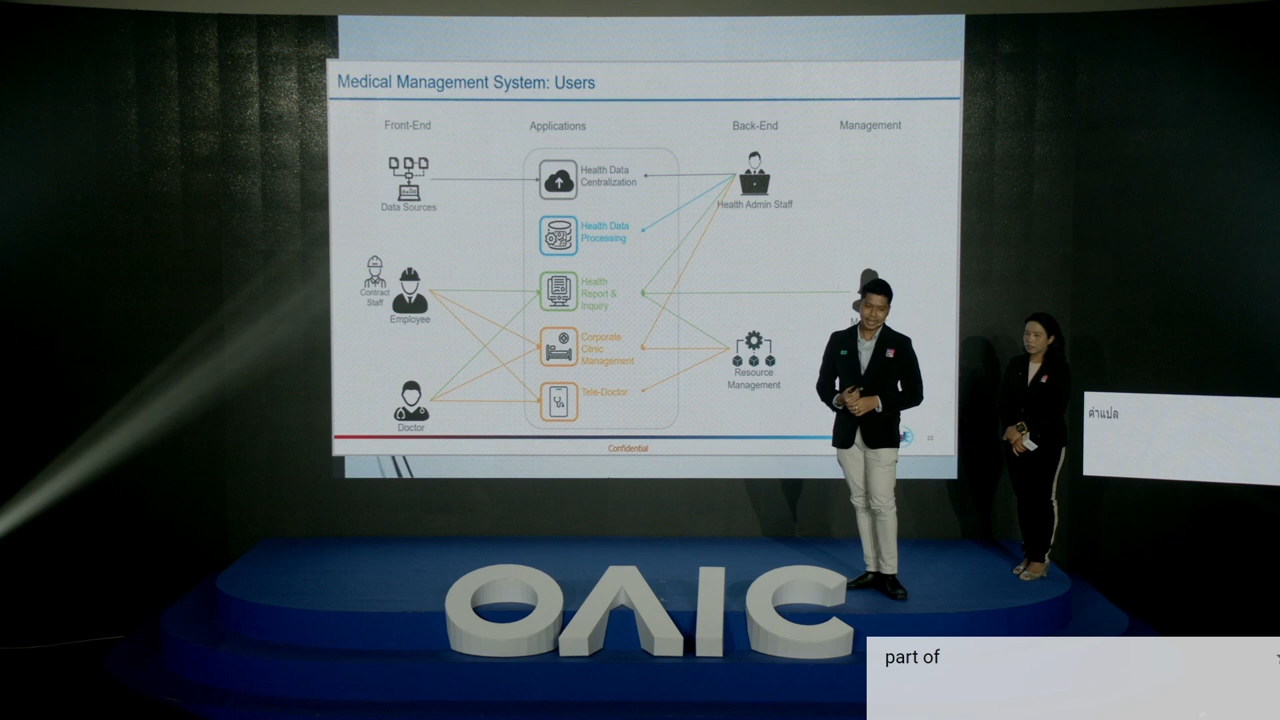 Medical Management System: Users
Front-End
Applications
Back-End
Management
Data Sources
Health Data
Centralization
Health Admin Staff
Health Data
Processing
Contract
Staff
Employee
Health
Report &
Inquiry
Corporate
Clinic
Management
Resource
Management
Tele-Doctor
Doctor
Confidential
22
คำแปล
OAIC
part of